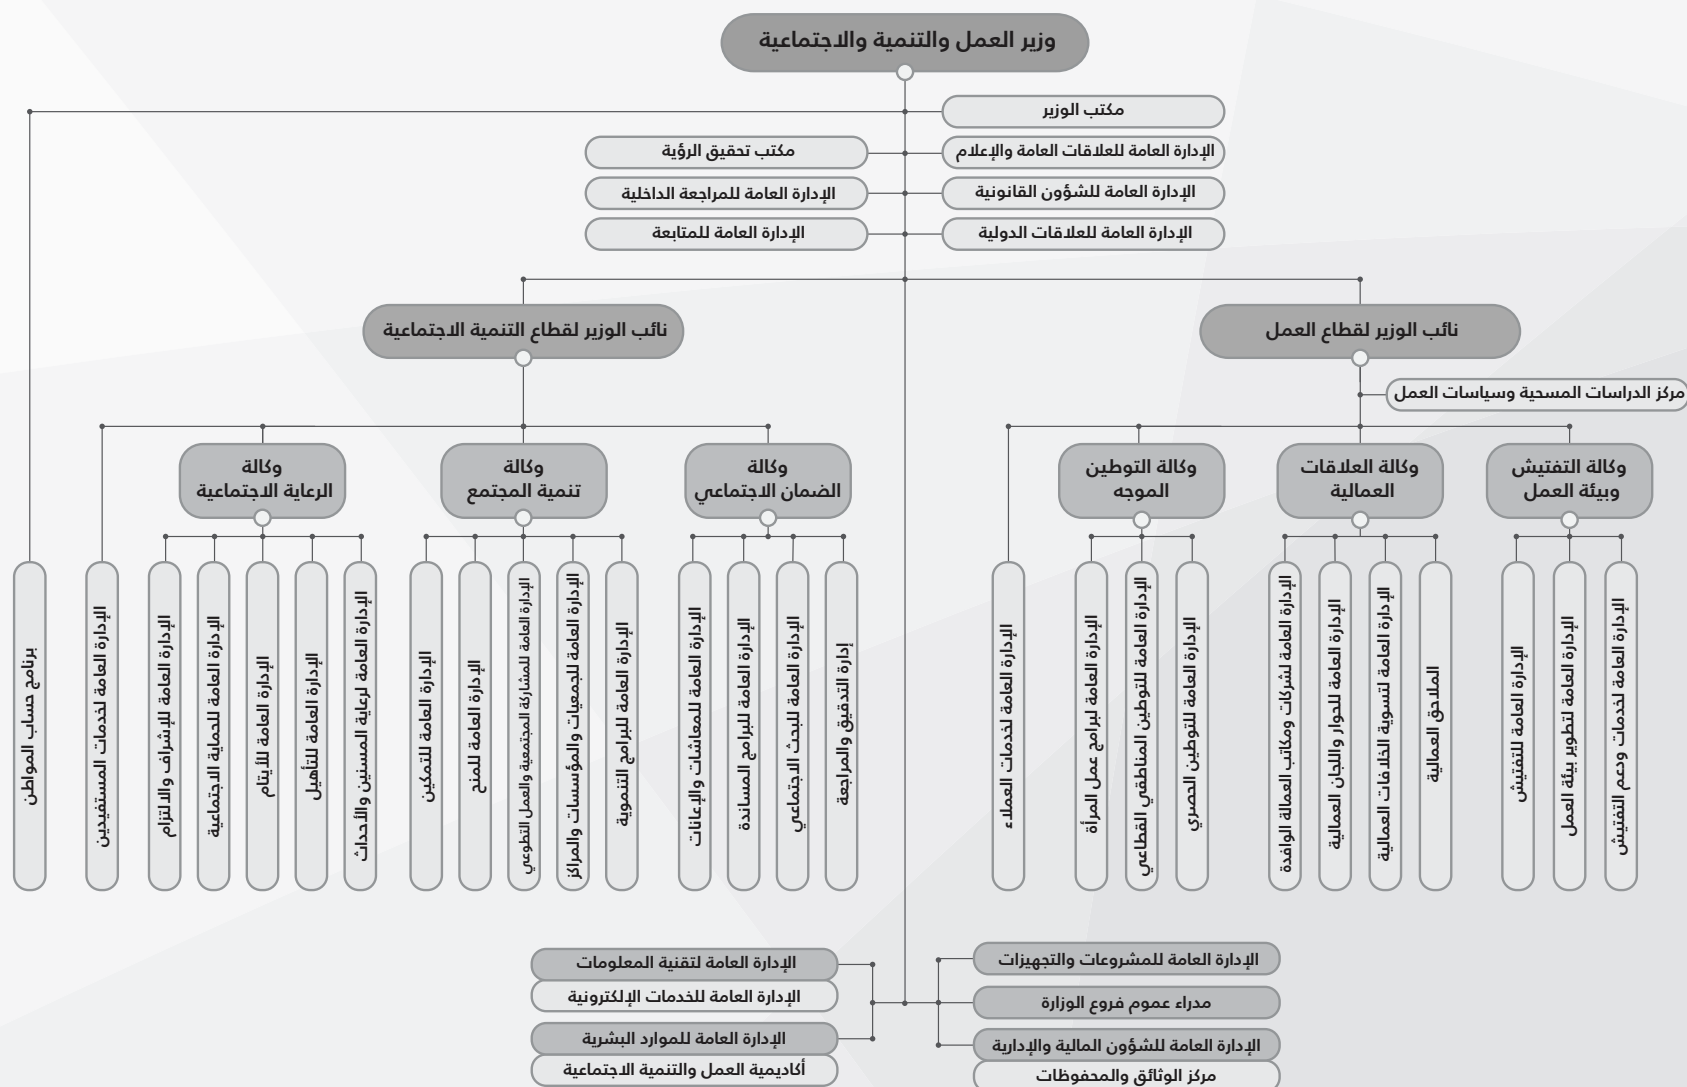 وزير العمل والتنمية والاجتماعية
مكتب الوزير
الإدارة العامة للعلاقات العامة والإعلام
مكتب تحقيق الرؤية
الإدارة العامة للشؤون القانونية
الإدارة العامة للمراجعة الداخلية
الإدارة العامة للعلاقات الدولية
الإدارة العامة للمتابعة
نائب الوزير لقطاع العمل
نائب الوزير لقطاع التنمية الاجتماعية
مركز الدراسات المسحية وسياسات العمل
وكالة التفتيش
وبيئة العمل
وكالة العلاقات
العمالية
وكالة التوطين
الموجه
وكالة
الضمان الاجتماعي
وكالة
تنمية المجتمع
وكالة
الرعاية الاجتماعية
الإدارة العامة لخدمات ودعم التفتيش
الإدارة العامة لتطوير بيئة العمل
الإدارة العامة للتفتيش
الملاحق العمالية
الإدارة العامة لتسوية الخلافات العمالية
الإدارة العامة للحوار واللجان العمالية
الإدارة العامة لشركات ومكاتب العمالة الوافدة
الإدارة العامة للتوطين الحصري
الإدارة العامة للتوطين المناطقي القطاعي
الإدارة العامة لبرامج عمل المرأة
الإدارة العامة لخدمات العملاء
إدارة التدقيق والمراجعة
الإدارة العامة للبحث الاجتماعي
الإدارة العامة للبرامج المساندة
الإدارة العامة للمعاشات والإعانات
الإدارة العامة للبرامج التنموية
الإدارة العامة للجمعيات والمؤسسات والمراكز
الإدارة العامة للمشاركة المجتمعية والعمل التطوعي
الإدارة العامة للمنح
الإدارة العامة للتمكين
الإدارة العامة لرعاية المسنين والأحداث
الإدارة العامة للتأهيل
الإدارة العامة للأيتام
الإدارة العامة للحماية الاجتماعية
الإدارة العامة للإشراف والالتزام
الإدارة العامة لخدمات المستفيدين
برنامج حساب المواطن
الإدارة العامة للمشروعات والتجهيزات
مدراء عموم فروع الوزارة
الإدارة العامة للشؤون المالية والإدارية
مركز الوثائق والمحفوظات
الإدارة العامة لتقنية المعلومات
الإدارة العامة للخدمات الإلكترونية
الإدارة العامة للموارد البشرية
أكاديمية العمل والتنمية الاجتماعية